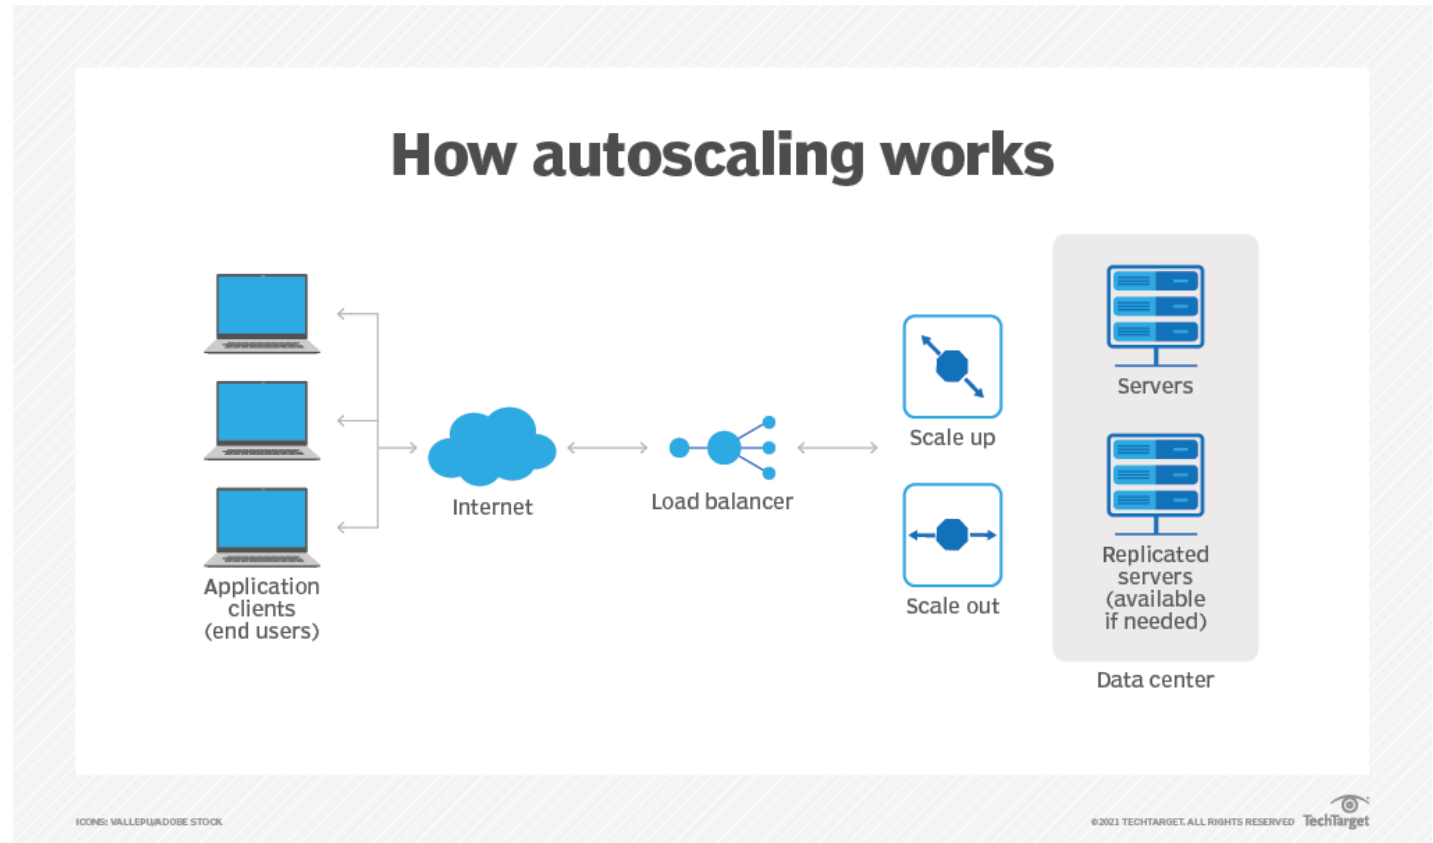 How autoscaling works
Application
clients
(end users)
Internet
Load balancer
Scale up
Scale out
Servers
Replicated
servers
(available
if needed)
Data center
ICONS: VALLEPU/ADOBE STOCK
©2021 TECHTARGET. ALL RIGHTS RESERVED TechTarget